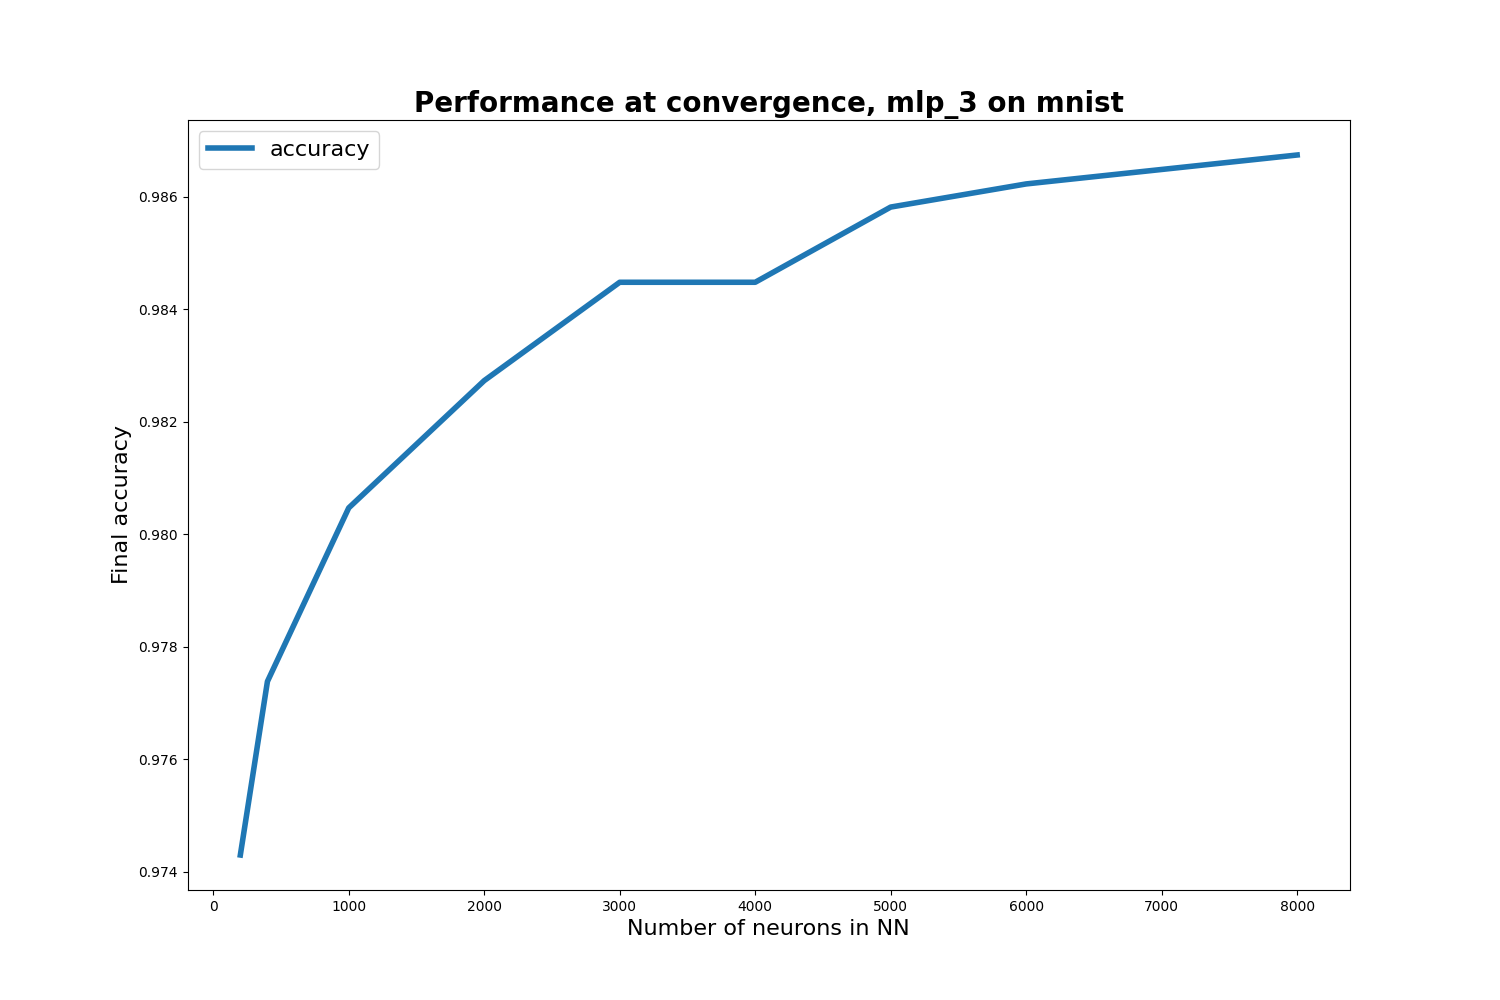 Performance at convergence, mlp_3 on mnist
accuracy
0.986
0.984
0.982
0.980
0.978
0.976
0.974
Final accuracy
0 1000 2000 3000 4000 5000 6000 7000 8000
Number of neurons in NN